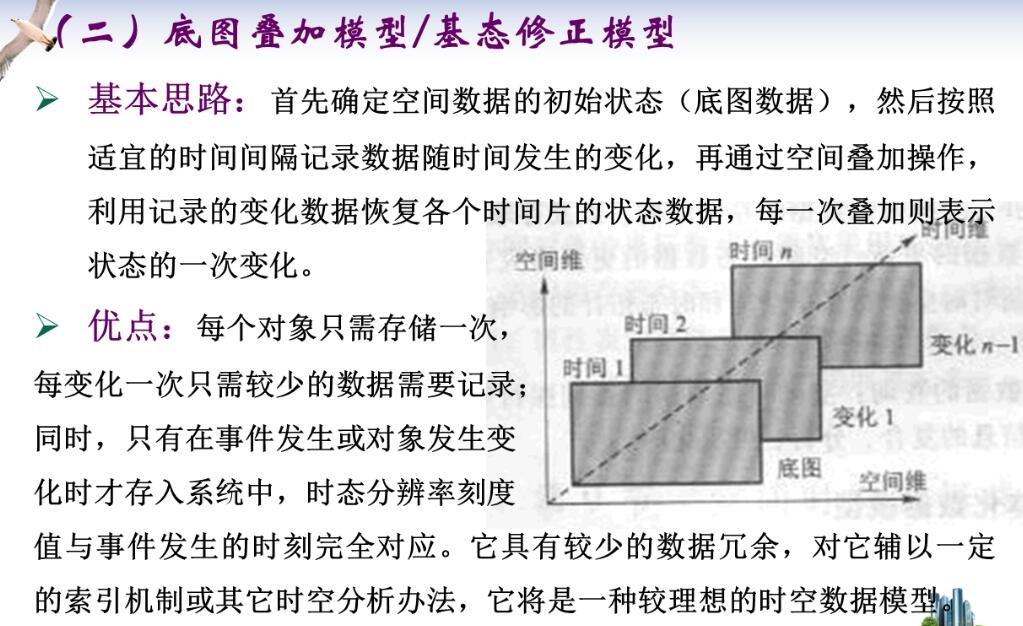 （二）底图叠加模型/基态修正模型
基本思路：首先确定空间数据的初始状态（底图数据），然后按照
适宜的时间间隔记录数据随时间发生的变化，再通过空间叠加操作，
利用记录的变化数据恢复各个时间片的状态数据，每一次叠加则表示
状态的一次变化。
时间维
空间维
时间 n
时间 2
变化 n-1
时间 1
变化 1
底图
空间维
优点：每个对象只需存储一次，
每变化一次只需较少的数据需要记录；
同时，只有在事件发生或对象发生变
化时才存入系统中，时态分辨率刻度
值与事件发生的时刻完全对应。它具有较少的数据冗余，对它辅以一定
的索引机制或其它时空分析办法，它将是一种较理想的时空数据模型。